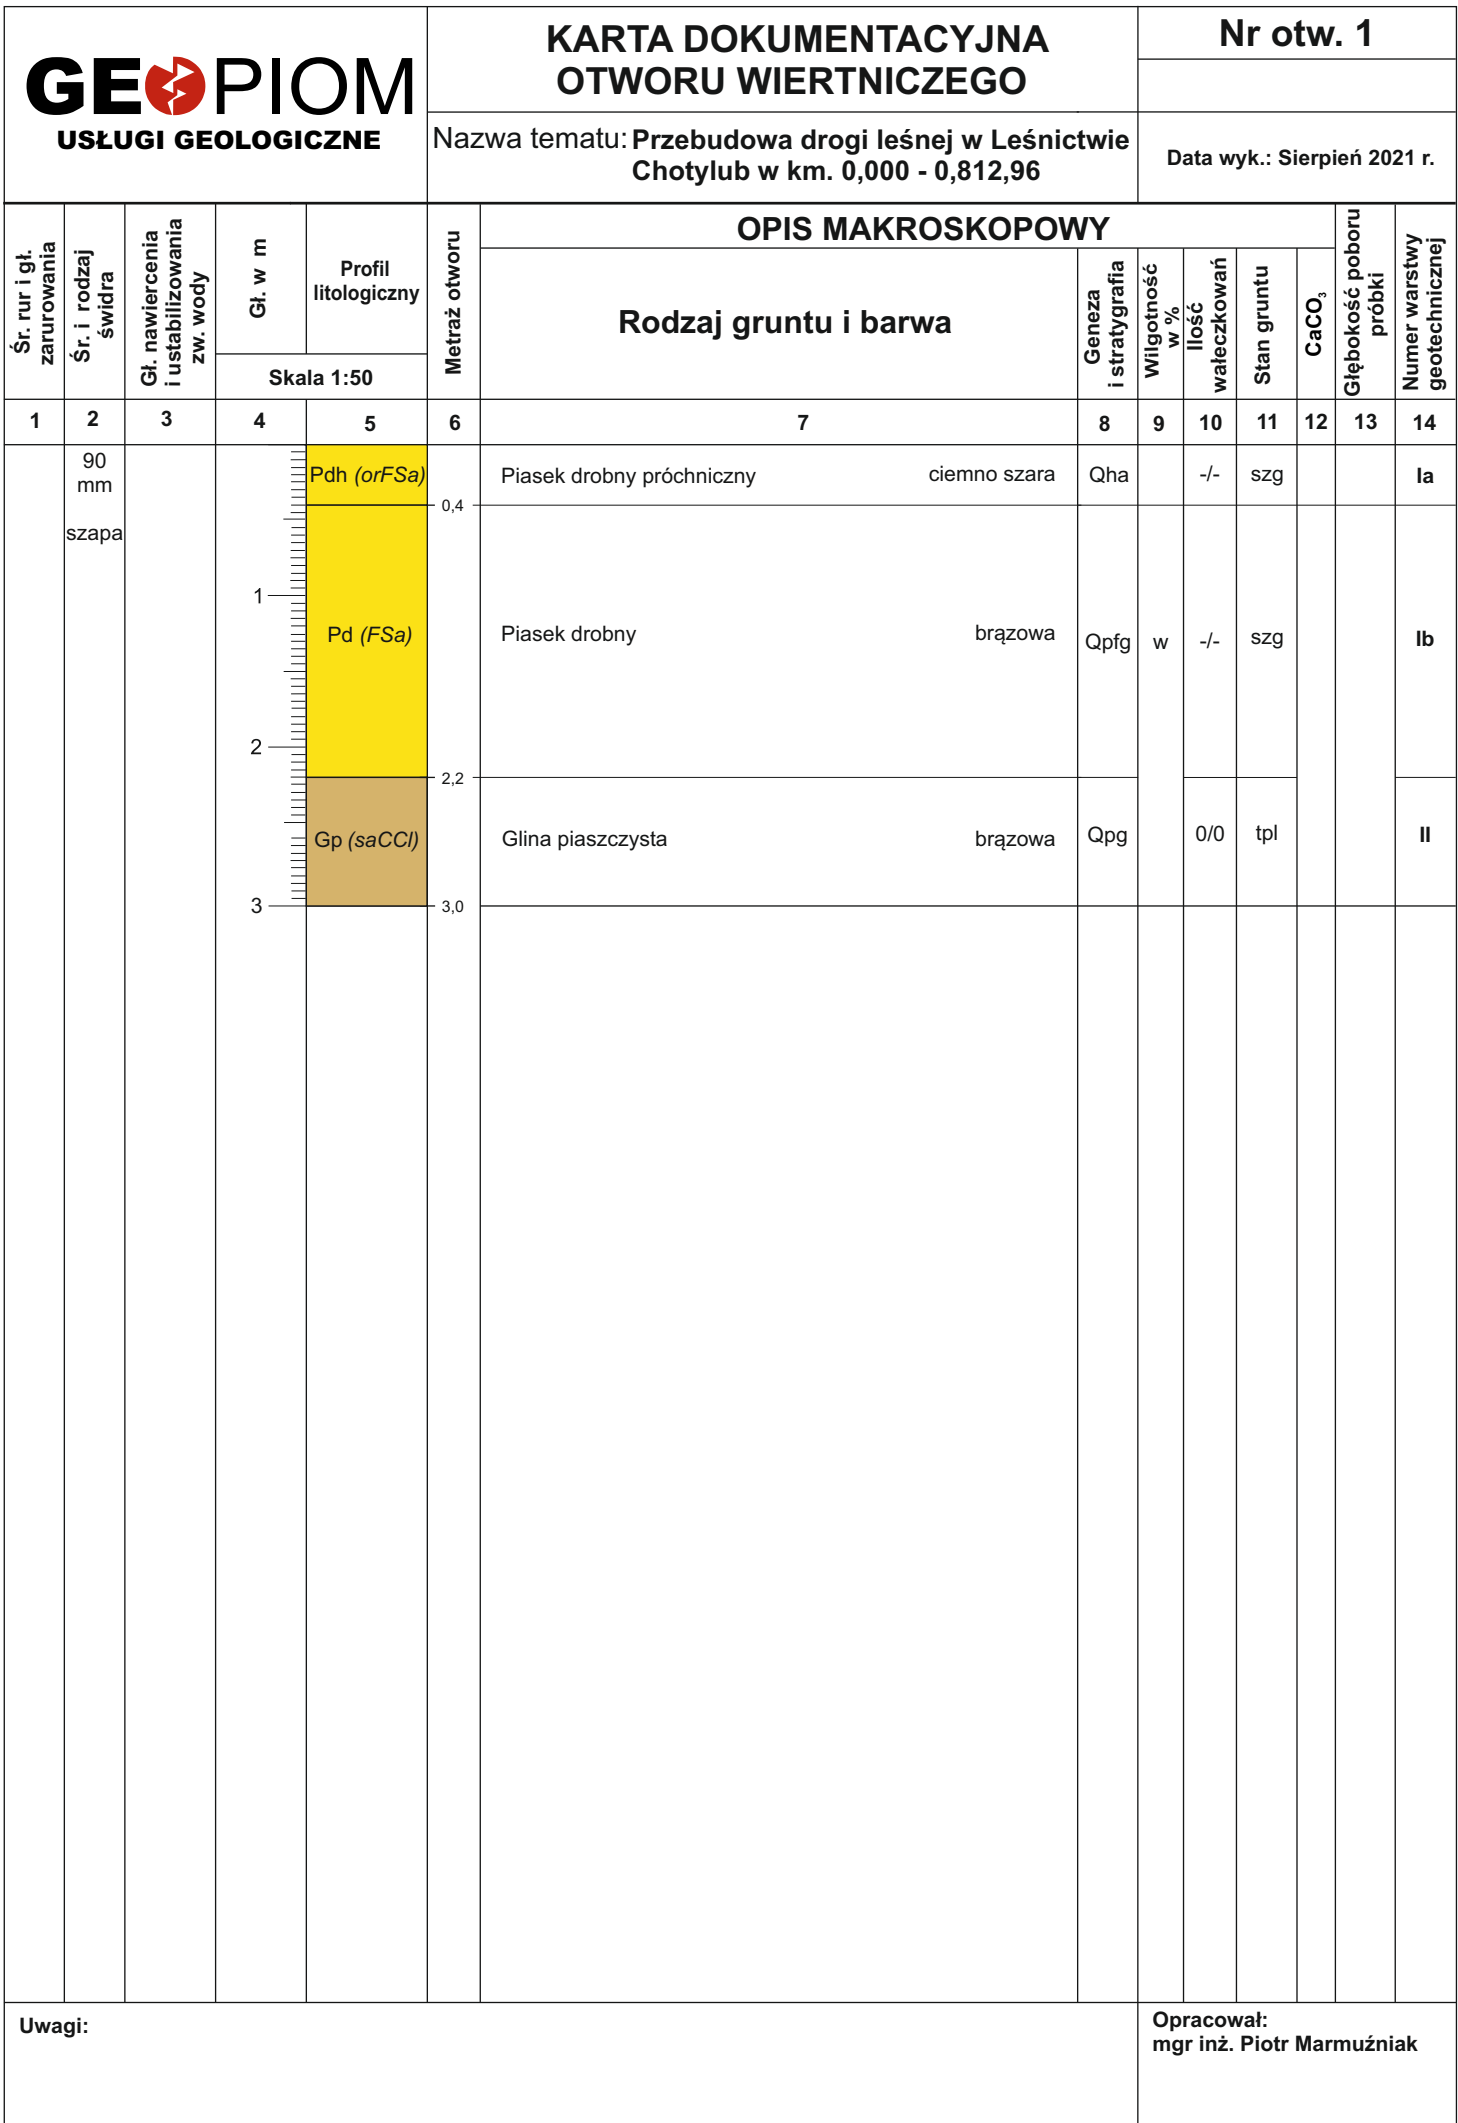 GEOPIOM
USŁUGI GEOLOGICZNE
KARTA DOKUMENTACYJNA
OTWORU WIERTNICZEGO
Nr otw. 1
Nazwa tematu: Przebudowa drogi leśnej w Leśnictwie
Chotylub w km. 0,000 - 0,812,96
Data wyk.: Sierpień 2021 r.
Śr. rur i gł.
zarurowania
Śr. i rodzaj
świdra
Gł. nawiercenia
i ustabilizowania
zw. wody
Gł. w m
Profil
litologiczny
Skala 1:50
Metraż otworu
OPIS MAKROSKOPOWY
Rodzaj gruntu i barwa
Geneza
i stratygrafia
Wilgotność
w %
Ilość
wałeczkowań
Stan gruntu
CaCO₃
Głębokość poboru
próbki
Numer warstwy
geotechnicznej
1 2 3 4 5 6 7 8 9 10 11 12 13 14
90
mm
szapa
Pdh (orFSa) Piasek drobny próchniczny ciemno szara Qha -/- szg Ia
0,4
1
Pd (FSa) Piasek drobny brązowa Qpfg w -/- szg Ib
2
2,2
Gp (saCCl) Glina piaszczysta brązowa Qpg 0/0 tpl II
3 3,0
Uwagi:
Opracował:
mgr inż. Piotr Marmuźniak